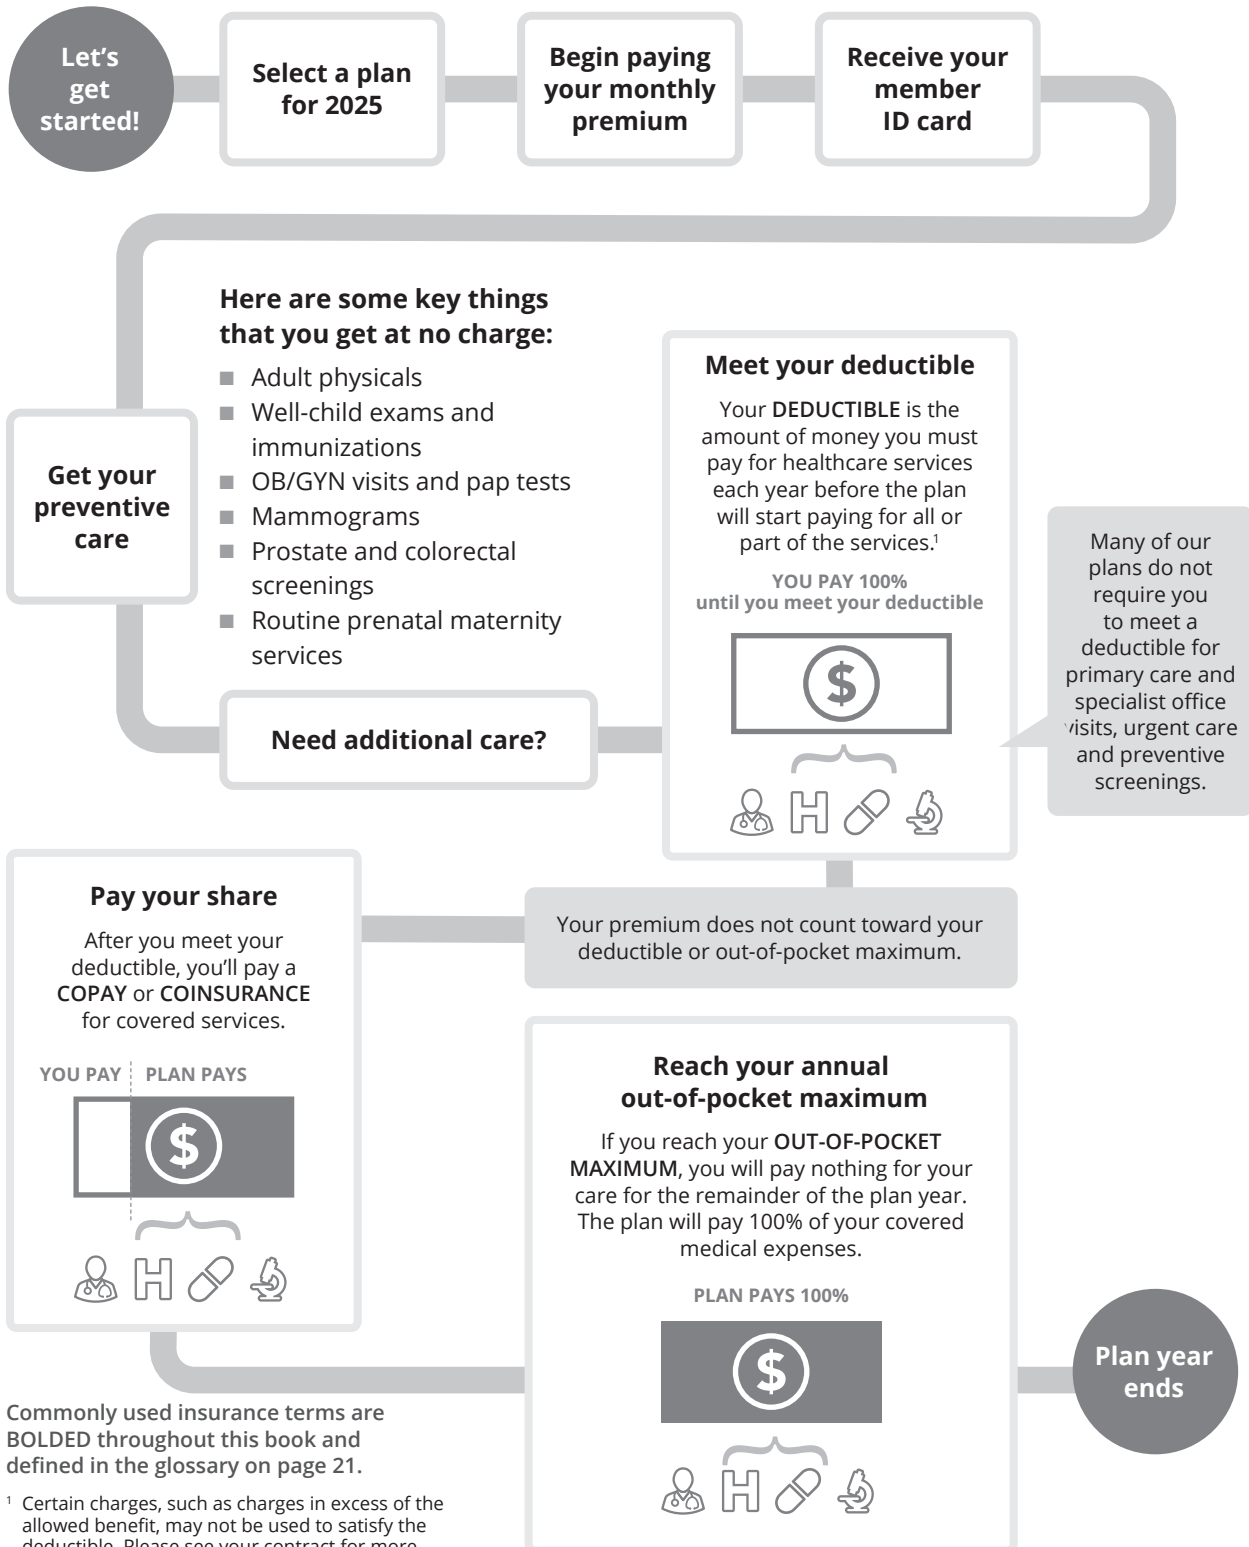 Let's
get
started!
Select a plan
for 2025
Begin paying
your monthly
premium
Receive your
member
ID card
Get your
preventive
care
Here are some key things
that you get at no charge:
■ Adult physicals
■ Well-child exams and
immunizations
■ OB/GYN visits and pap tests
■ Mammograms
■ Prostate and colorectal
screenings
■ Routine prenatal maternity
services
Need additional care?
Meet your deductible
Your DEDUCTIBLE is the
amount of money you must
pay for healthcare services
each year before the plan
will start paying for all or
part of the services.¹
YOU PAY 100%
until you meet your deductible
$
H
Many of our
plans do not
require you
to meet a
deductible for
primary care and
specialist office
visits, urgent care
and preventive
screenings.
Your premium does not count toward your
deductible or out-of-pocket maximum.
Pay your share
After you meet your
deductible, you'll pay a
COPAY or COINSURANCE
for covered services.
YOU PAY PLAN PAYS
$
H
Reach your annual
out-of-pocket maximum
If you reach your OUT-OF-POCKET
MAXIMUM, you will pay nothing for your
care for the remainder of the plan year.
The plan will pay 100% of your covered
medical expenses.
PLAN PAYS 100%
$
H
Plan year
ends
Commonly used insurance terms are
BOLDED throughout this book and
defined in the glossary on page 21.
¹ Certain charges, such as charges in excess of the
allowed benefit, may not be used to satisfy the
deductible. Please see your contract for more